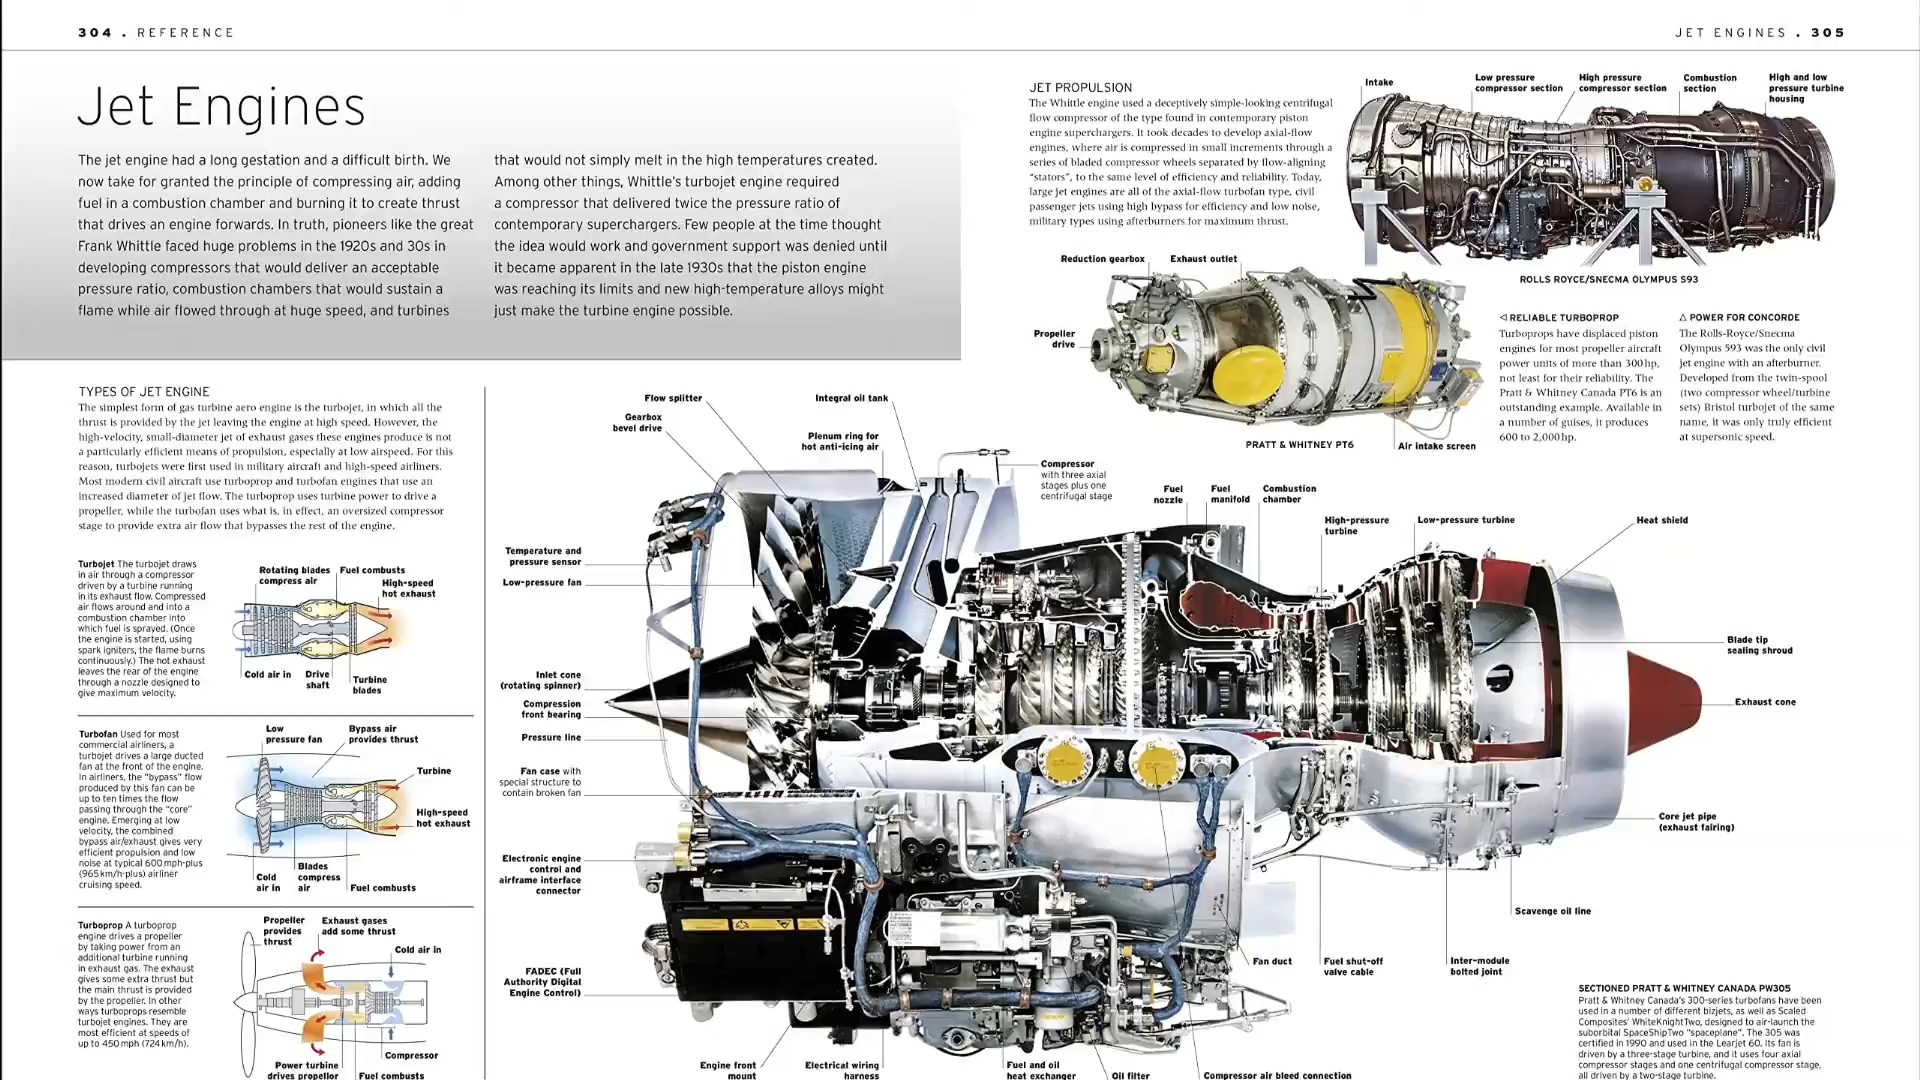 304 . REFERENCE
JET ENGINES . 305
Jet Engines
The jet engine had a long gestation and a difficult birth. We
now take for granted the principle of compressing air, adding
fuel in a combustion chamber and burning it to create thrust
that drives an engine forwards. In truth, pioneers like the great
Frank Whittle faced huge problems in the 1920s and 30s in
developing compressors that would deliver an acceptable
pressure ratio, combustion chambers that would sustain a
flame while air flowed through at huge speed, and turbines
that would not simply melt in the high temperatures created.
Among other things, Whittle's turbojet engine required
a compressor that delivered twice the pressure ratio of
contemporary superchargers. Few people at the time thought
the idea would work and government support was denied until
it became apparent in the late 1930s that the piston engine
was reaching its limits and new high-temperature alloys might
just make the turbine engine possible.
TYPES OF JET ENGINE
The simplest form of gas turbine aero engine is the turbojet, in which all the
thrust is provided by the jet leaving the engine at high speed. However, the
high-velocity, small-diameter jet of exhaust gases these engines produce is not
a particularly efficient means of propulsion, especially at low airspeed. For this
reason, turbojets were first used in military aircraft and high-speed airliners.
Most modern civil aircraft use turboprop and turbofan engines that use an
increased diameter of jet flow. The turboprop uses turbine power to drive a
propeller, while the turbofan uses what is, in effect, an oversized compressor
stage to provide extra air flow that bypasses the rest of the engine.
Turbojet The turbojet draws
in air through a compressor
driven by a turbine running
in its exhaust flow. Compressed
air flows around and into a
combustion chamber into
which fuel is sprayed. (Once
the engine is started, using
spark igniters, the flame burns
continuously.) The hot exhaust
leaves the rear of the engine
through a nozzle designed to
give maximum velocity.
Rotating blades
compress air
Fuel combusts
High-speed
hot exhaust
Cold air in
Drive
shaft
Turbine
blades
Turbofan Used for most
commercial airliners, a
turbojet drives a large ducted
fan at the front of the engine.
In airliners, the "bypass" flow
produced by this fan can be
up to ten times the flow
passing through the "core"
engine. Emerging at low
velocity, the combined
bypass air/exhaust gives very
efficient propulsion and low
noise at typical 600 mph-plus
(965 km/h-plus) airliner
cruising speed.
Low
pressure fan
Bypass air
provides thrust
Turbine
High-speed
hot exhaust
Cold
air in
Blades
compress
air
Fuel combusts
Turboprop A turboprop
engine drives a propeller
by taking power from an
additional turbine running
in exhaust gas. The exhaust
gives some extra thrust but
the main thrust is provided
by the propeller. In other
ways turboprops resemble
turbojet engines. They are
most efficient at speeds of
up to 450 mph (724 km/h).
Propeller
provides
thrust
Exhaust gases
add some thrust
Cold air in
Compressor
Power turbine
drives propellor
Fuel combusts
JET PROPULSION
The Whittle engine used a deceptively simple-looking centrifugal
flow compressor of the type found in contemporary piston
engine superchargers. It took decades to develop axial-flow
engines, where air is compressed in small increments through a
series of bladed compressor wheels separated by flow-aligning
"stators", to the same level of efficiency and reliability. Today,
large jet engines are all of the axial-flow turbofan type, civil
passenger jets using high bypass for efficiency and low noise,
military types using afterburners for maximum thrust.
Intake
Low pressure
compressor section
High pressure
compressor section
Combustion
section
High and low
pressure turbine
housing
ROLLS ROYCE/SNECMA OLYMPUS 593
Reduction gearbox
Exhaust outlet
Propeller
drive
PRATT & WHITNEY PT6
Air intake screen
◁ RELIABLE TURBOPROP
Turboprops have displaced piston
engines for most propeller aircraft
power units of more than 300 hp,
not least for their reliability. The
Pratt & Whitney Canada PT6 is an
outstanding example. Available in
a number of guises, it produces
600 to 2,000 hp.
△ POWER FOR CONCORDE
The Rolls-Royce/Snecma
Olympus 593 was the only civil
jet engine with an afterburner.
Developed from the twin-spool
(two compressor wheel/turbine
sets) Bristol turbojet of the same
name, it was only truly efficient
at supersonic speed.
Flow splitter
Gearbox
bevel drive
Integral oil tank
Plenum ring for
hot anti-icing air
Compressor
with three axial
stages plus one
centrifugal stage
Fuel
nozzle
Fuel
manifold
Combustion
chamber
High-pressure
turbine
Low-pressure turbine
Heat shield
Temperature and
pressure sensor
Low-pressure fan
Inlet cone
(rotating spinner)
Compression
front bearing
Pressure line
Fan case with
special structure to
contain broken fan
Electronic engine
control and
airframe interface
connector
FADEC (Full
Authority Digital
Engine Control)
Blade tip
sealing shroud
Exhaust cone
Core jet pipe
(exhaust fairing)
Scavenge oil line
Fan duct
Fuel shut-off
valve cable
Inter-module
bolted joint
Engine front
mount
Electrical wiring
harness
Fuel and oil
heat exchanger
Oil filter
Compressor air bleed connection
SECTIONED PRATT & WHITNEY CANADA PW305
Pratt & Whitney Canada's 300-series turbofans have been
used in a number of different bizjets, as well as Scaled
Composites' WhiteKnightTwo, designed to air-launch the
suborbital SpaceShipTwo "spaceplane". The 305 was
certified in 1990 and used in the Learjet 60. Its fan is
driven by a three-stage turbine, and it uses four axial
compressor stages and one centrifugal compressor stage,
all driven by a two-stage turbine.